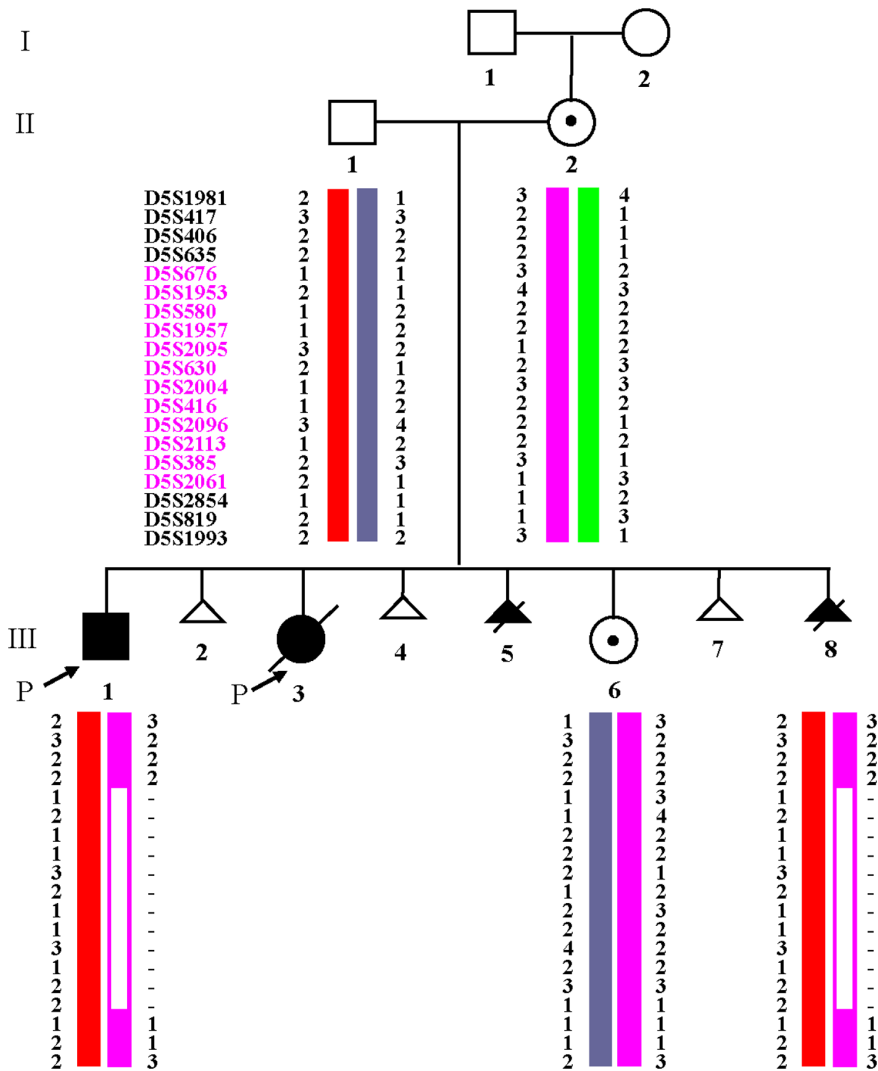 I
1 2
II
1 2
D5S1981 2 1 3 4
D5S417 3 3 2 1
D5S406 2 2 2 1
D5S635 2 2 2 1
D5S676 1 1 3 2
D5S1953 2 1 4 3
D5S580 1 2 2 2
D5S1957 1 2 2 2
D5S2095 3 2 1 2
D5S630 2 1 2 3
D5S2004 1 2 3 3
D5S416 1 2 2 2
D5S2096 3 4 2 1
D5S2113 1 2 2 2
D5S385 2 3 3 1
D5S2061 2 1 1 3
D5S2854 1 1 1 2
D5S819 2 1 1 3
D5S1993 2 2 3 1
III
2 4 5 7 8
P 1 P 3 6
2 3 1 3 2 3
3 2 3 2 3 2
2 2 2 2 2 2
2 2 2 2 2 2
1 - 1 3 1 -
2 - 1 4 2 -
1 - 2 2 1 -
1 - 2 2 1 -
3 - 2 1 3 -
2 - 1 2 2 -
1 - 2 3 1 -
1 - 2 2 1 -
3 - 4 2 3 -
1 - 2 2 1 -
2 - 3 3 2 -
2 - 1 1 2 -
1 1 1 1 1 1
2 1 1 1 2 1
2 3 2 3 2 3